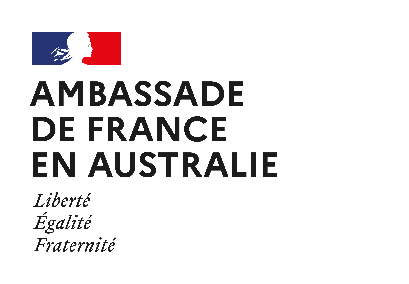 AMBASSADE
DE FRANCE
EN AUSTRALIE
Liberté
Égalité
Fraternité